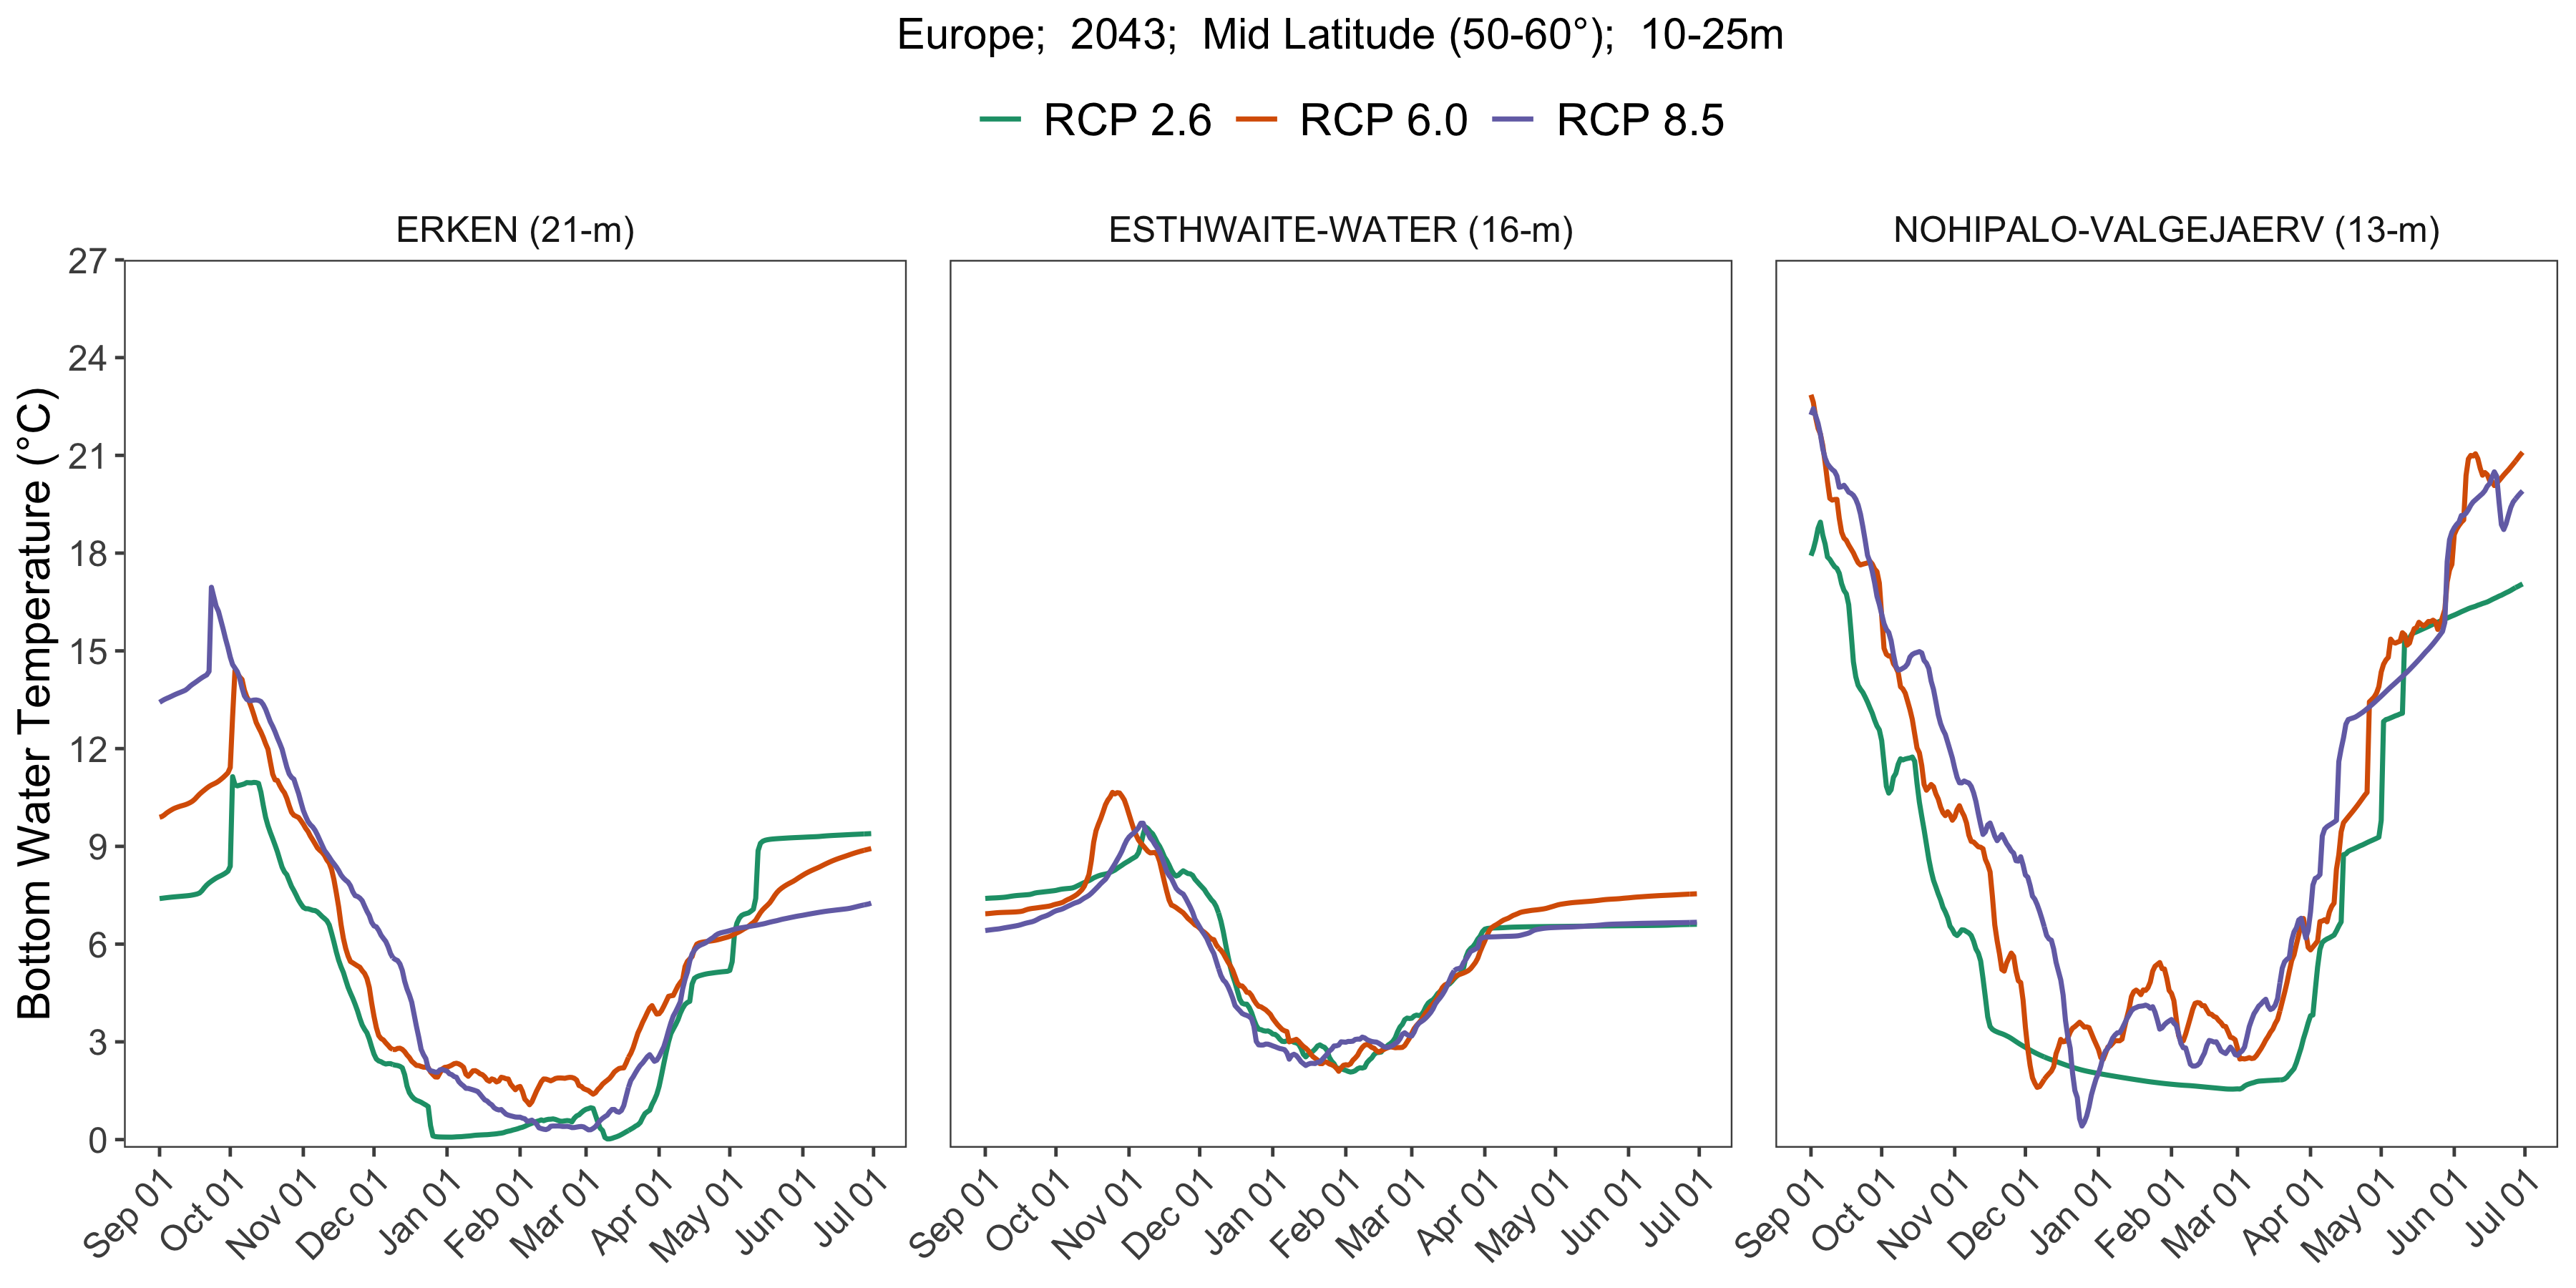 Europe;  2043;  Mid Latitude (50-60°);  10-25m
RCP 2.6 RCP 6.0 RCP 8.5
ERKEN (21-m) ESTHWAITE-WATER (16-m) NOHIPALO-VALGEJAERV (13-m)
Bottom Water Temperature (°C)
27
24
21
18
15
12
9
6
3
0
Sep 01 Oct 01 Nov 01 Dec 01 Jan 01 Feb 01 Mar 01 Apr 01 May 01 Jun 01 Jul 01
Sep 01 Oct 01 Nov 01 Dec 01 Jan 01 Feb 01 Mar 01 Apr 01 May 01 Jun 01 Jul 01
Sep 01 Oct 01 Nov 01 Dec 01 Jan 01 Feb 01 Mar 01 Apr 01 May 01 Jun 01 Jul 01